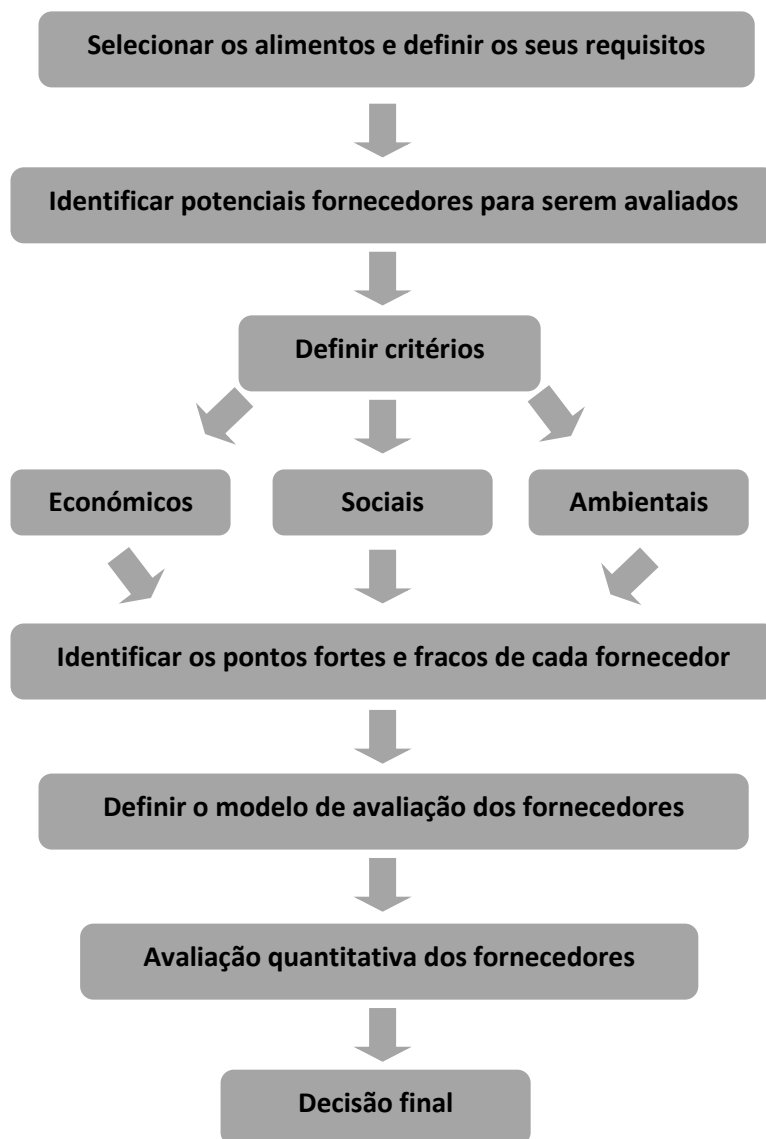 Selecionar os alimentos e definir os seus requisitos
Identificar potenciais fornecedores para serem avaliados
Definir critérios
Económicos
Sociais
Ambientais
Identificar os pontos fortes e fracos de cada fornecedor
Definir o modelo de avaliação dos fornecedores
Avaliação quantitativa dos fornecedores
Decisão final